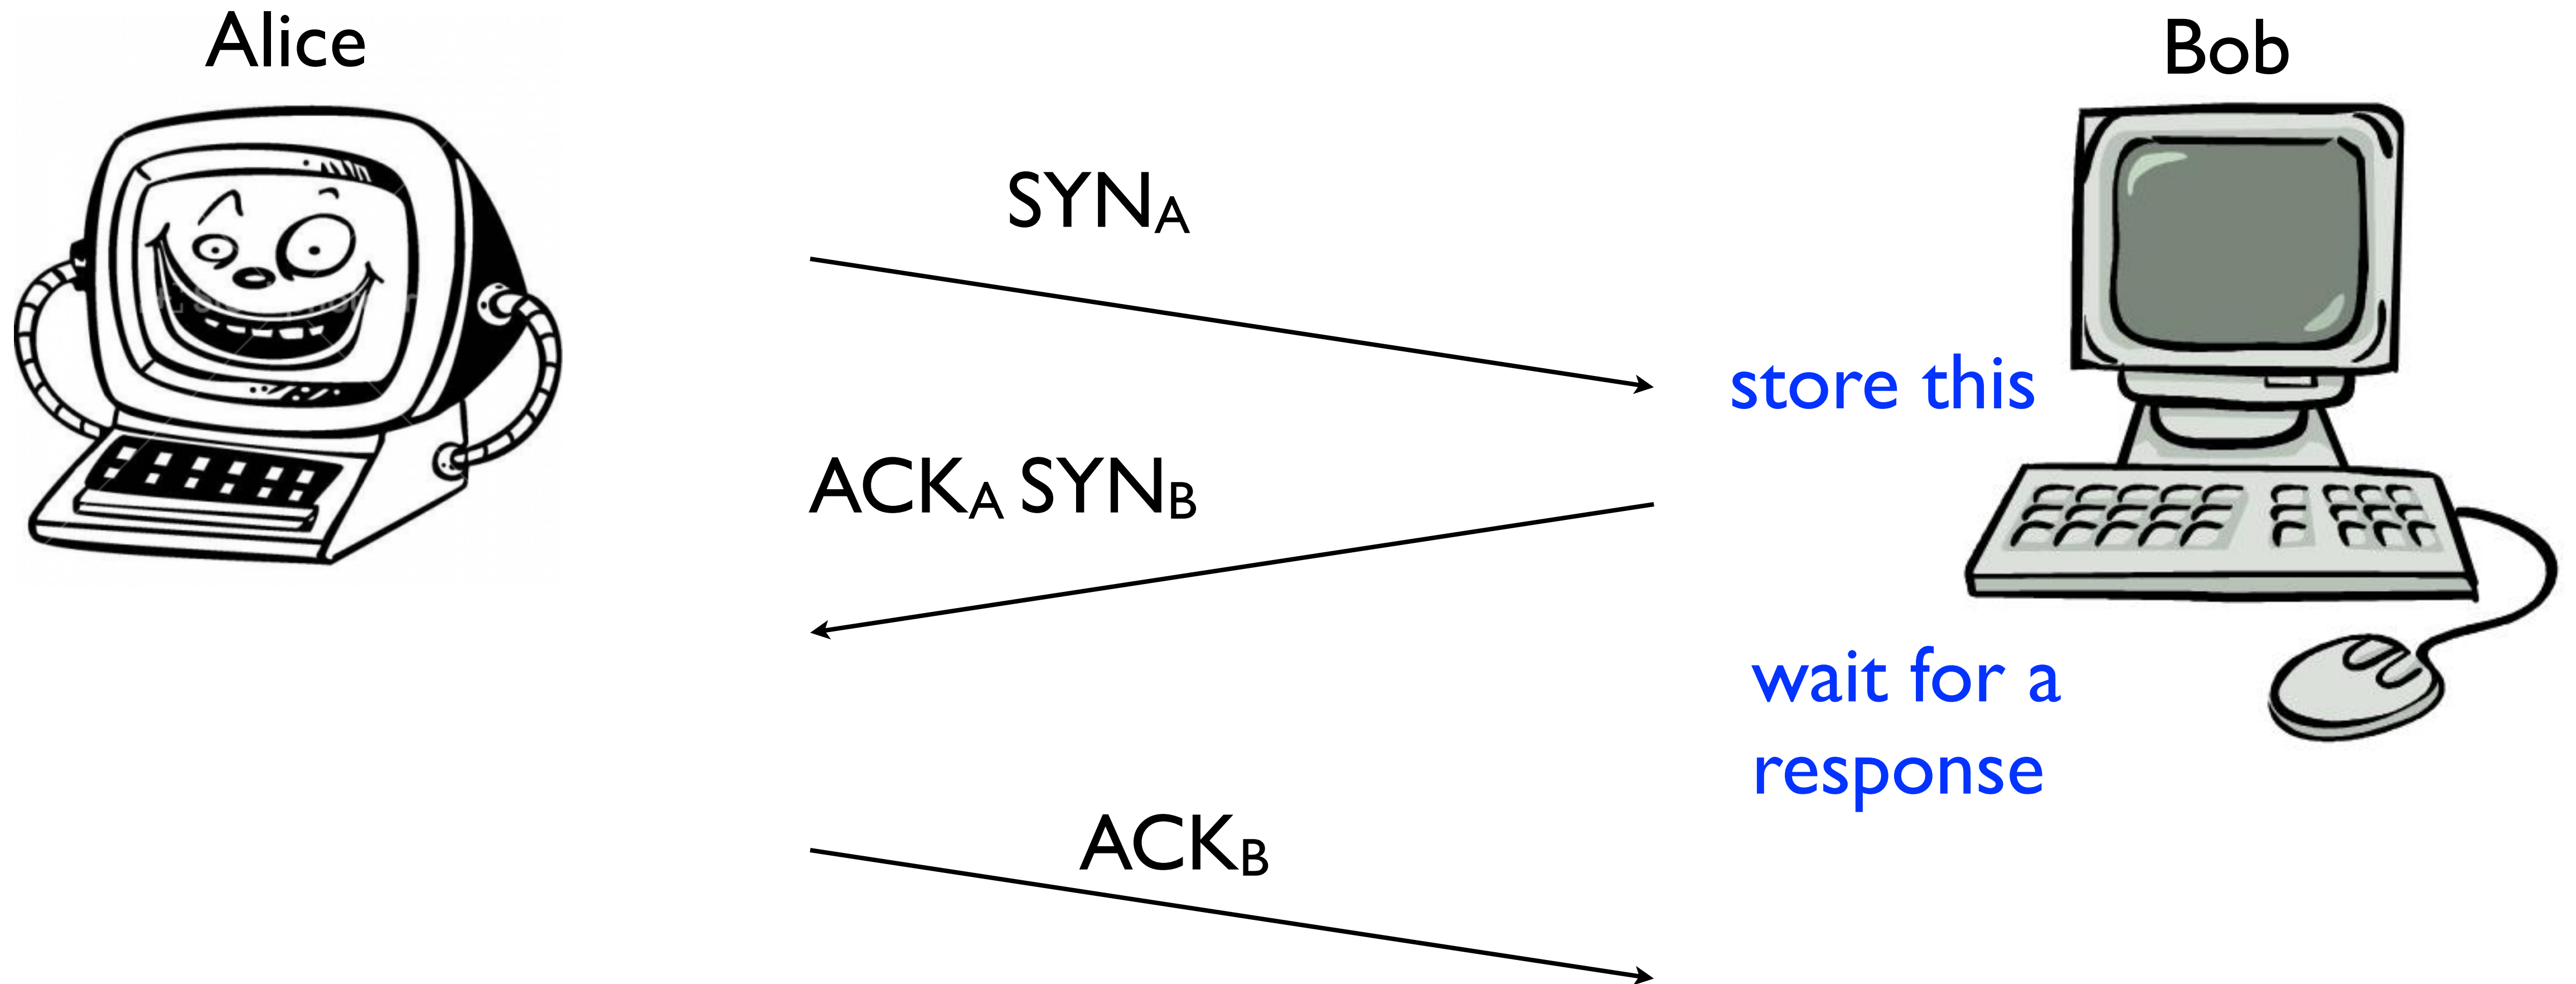 Alice
Bob
SYNA
store this
ACKA SYNB
wait for a
response
ACKB